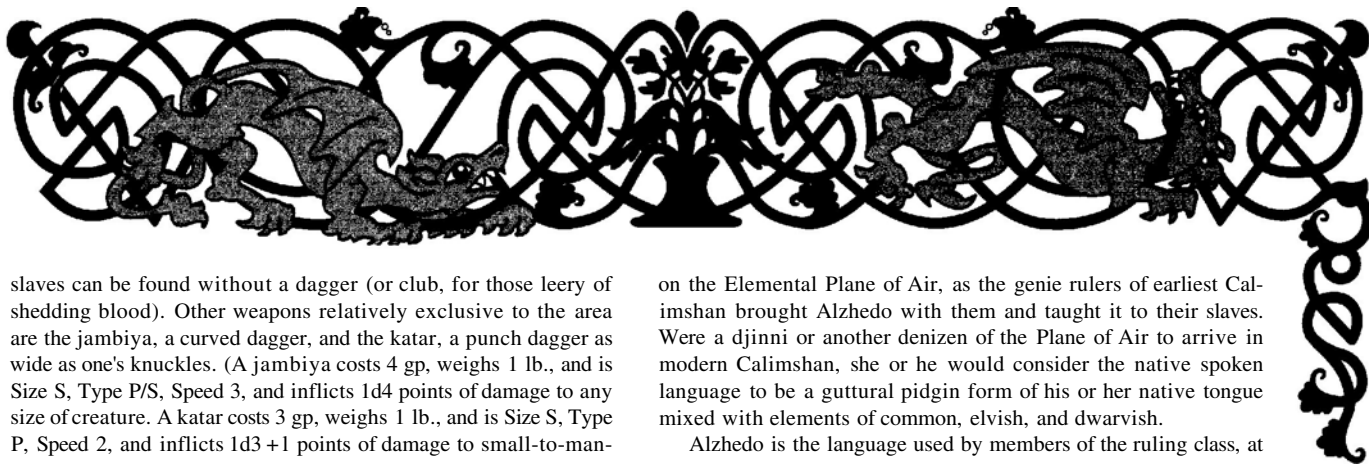 slaves can be found without a dagger (or club, for those leery of
shedding blood). Other weapons relatively exclusive to the area
are the jambiya, a curved dagger, and the katar, a punch dagger as
wide as one's knuckles. (A jambiya costs 4 gp, weighs 1 lb., and is
Size S, Type P/S, Speed 3, and inflicts 1d4 points of damage to any
size of creature. A katar costs 3 gp, weighs 1 lb., and is Size S, Type
P, Speed 2, and inflicts 1d3 +1 points of damage to small-to-man-
on the Elemental Plane of Air, as the genie rulers of earliest Cal-
imshan brought Alzhedo with them and taught it to their slaves.
Were a djinni or another denizen of the Plane of Air to arrive in
modern Calimshan, she or he would consider the native spoken
language to be a guttural pidgin form of his or her native tongue
mixed with elements of common, elvish, and dwarvish.
Alzhedo is the language used by members of the ruling class, at